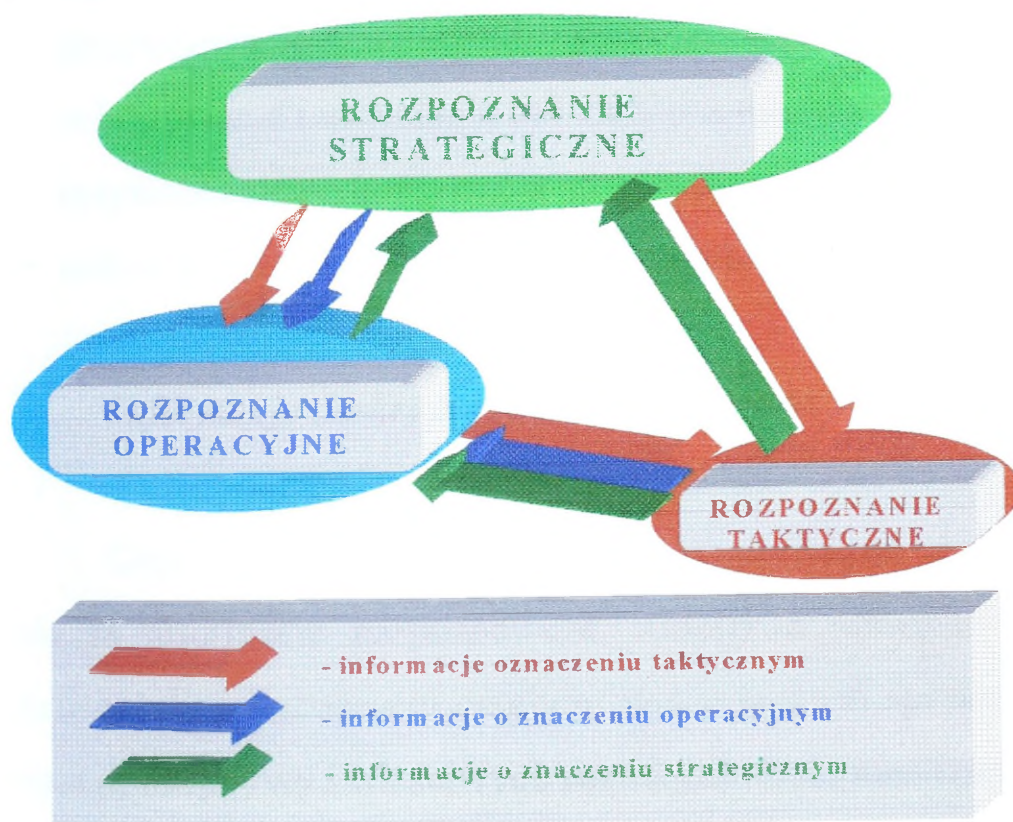 ROZPOZNANIE
STRATEGICZNE
ROZPOZNANIE
OPERACYJNE
ROZPOZNANIE
TAKTYCZNE
- informacje oznaczeniu taktycznym
- informacje o znaczeniu operacyjnym
- informacje o znaczeniu strategicznym